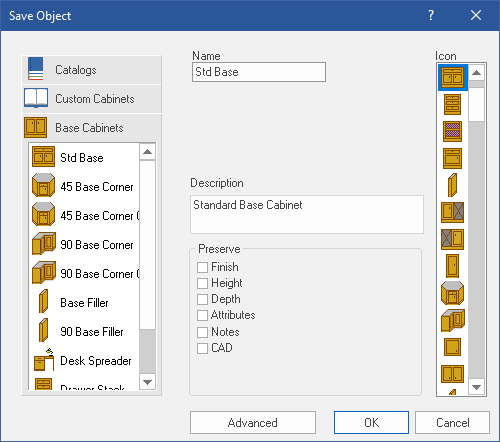 Save Object
?
Name
Std Base
Icon
Catalogs
Custom Cabinets
Base Cabinets
Std Base
45 Base Corner
45 Base Corner
90 Base Corner
90 Base Corner
Base Filler
90 Base Filler
Desk Spreader
Drawer Stack
Description
Standard Base Cabinet
Preserve
Finish
Height
Depth
Attributes
Notes
CAD
Advanced
OK
Cancel